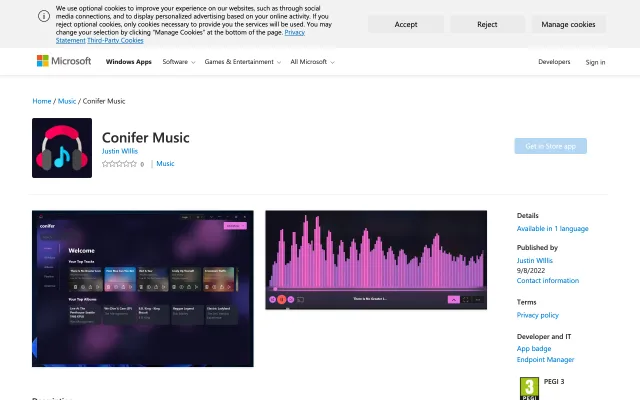 We use optional cookies to improve your experience on our websites, such as through social
media connections, and to display personalized advertising based on your online activity. If you
reject optional cookies, only cookies necessary to provide you the services will be used. You may
change your selection by clicking "Manage Cookies" at the bottom of the page. Privacy
Statement Third-Party Cookies
Accept
Reject
Manage cookies
Microsoft
Windows Apps
Software
Games & Entertainment
All Microsoft
Developers
Sign in
Home / Music / Conifer Music
Conifer Music
Justin WIllis
0 | Music
Get in Store app
conifer
Welcome
Your Top Tracks
Your Top Albums
There Is No Greater L...
Details
Available in 1 language
Published by
Justin WIllis
9/8/2022
Contact information
Terms
Privacy policy
Developer and IT
App badge
Endpoint Manager
3
PEGI 3